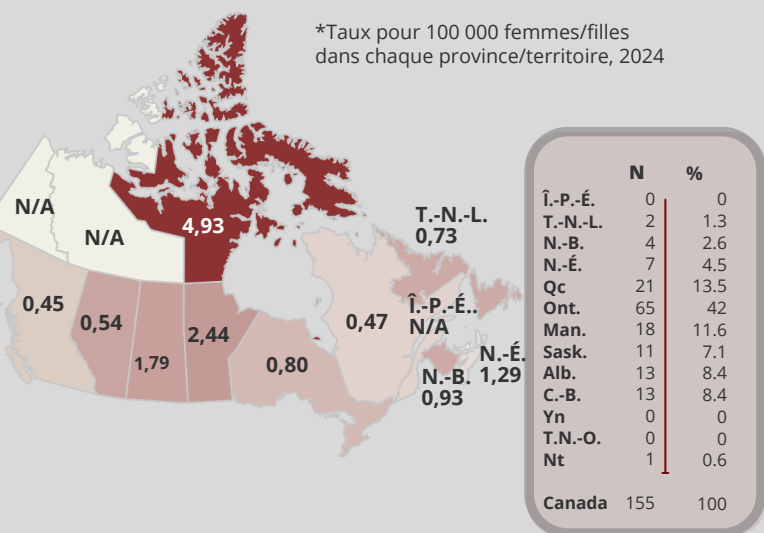 *Taux pour 100 000 femmes/filles
dans chaque province/territoire, 2024
N/A
N/A
4,93
T.-N.-L.
0,73
0,45
0,54
1,79
2,44
0,80
0,47
Î.-P.-É..
N/A
N.-É.
1,29
N.-B.
0,93
N %
Î.-P.-É. 0 0
T.-N.-L. 2 1.3
N.-B. 4 2.6
N.-É. 7 4.5
Qc 21 13.5
Ont. 65 42
Man. 18 11.6
Sask. 11 7.1
Alb. 13 8.4
C.-B. 13 8.4
Yn 0 0
T.N.-O. 0 0
Nt 1 0.6
Canada 155 100